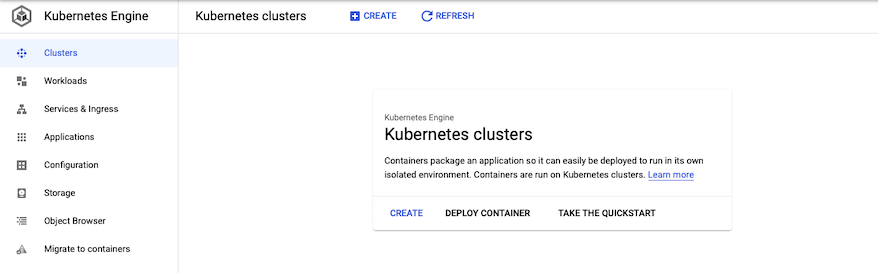 Kubernetes Engine
Kubernetes clusters
CREATE
REFRESH
Clusters
Workloads
Services & Ingress
Applications
Configuration
Storage
Object Browser
Migrate to containers
Kubernetes Engine
Kubernetes clusters
Containers package an application so it can easily be deployed to run in its own
isolated environment. Containers are run on Kubernetes clusters. Learn more
CREATE
DEPLOY CONTAINER
TAKE THE QUICKSTART